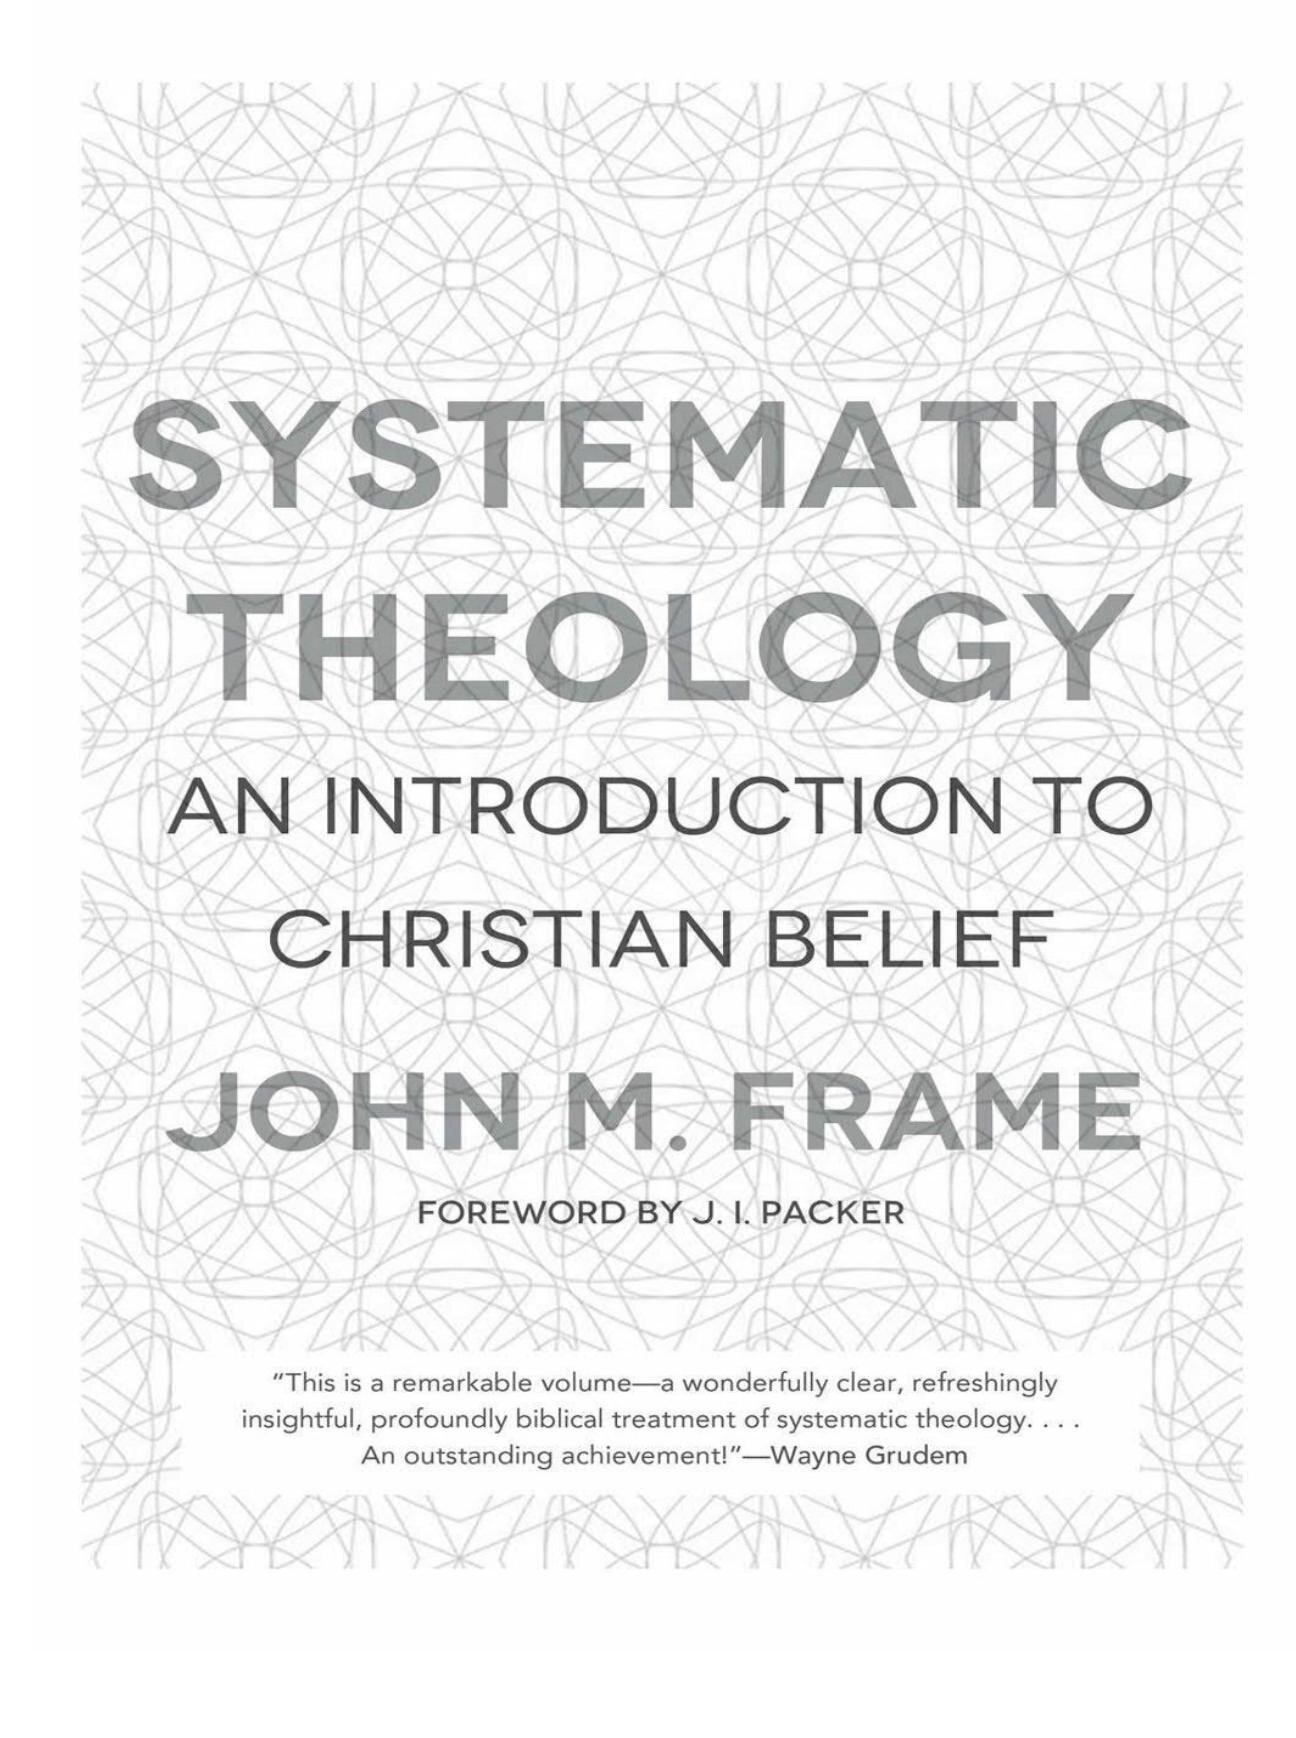 SYSTEMATIC
THEOLOGY
AN INTRODUCTION TO
CHRISTIAN BELIEF
JOHN M. FRAME
FOREWORD BY J. I. PACKER
“This is a remarkable volume—a wonderfully clear, refreshingly
insightful, profoundly biblical treatment of systematic theology. . . .
An outstanding achievement!”—Wayne Grudem